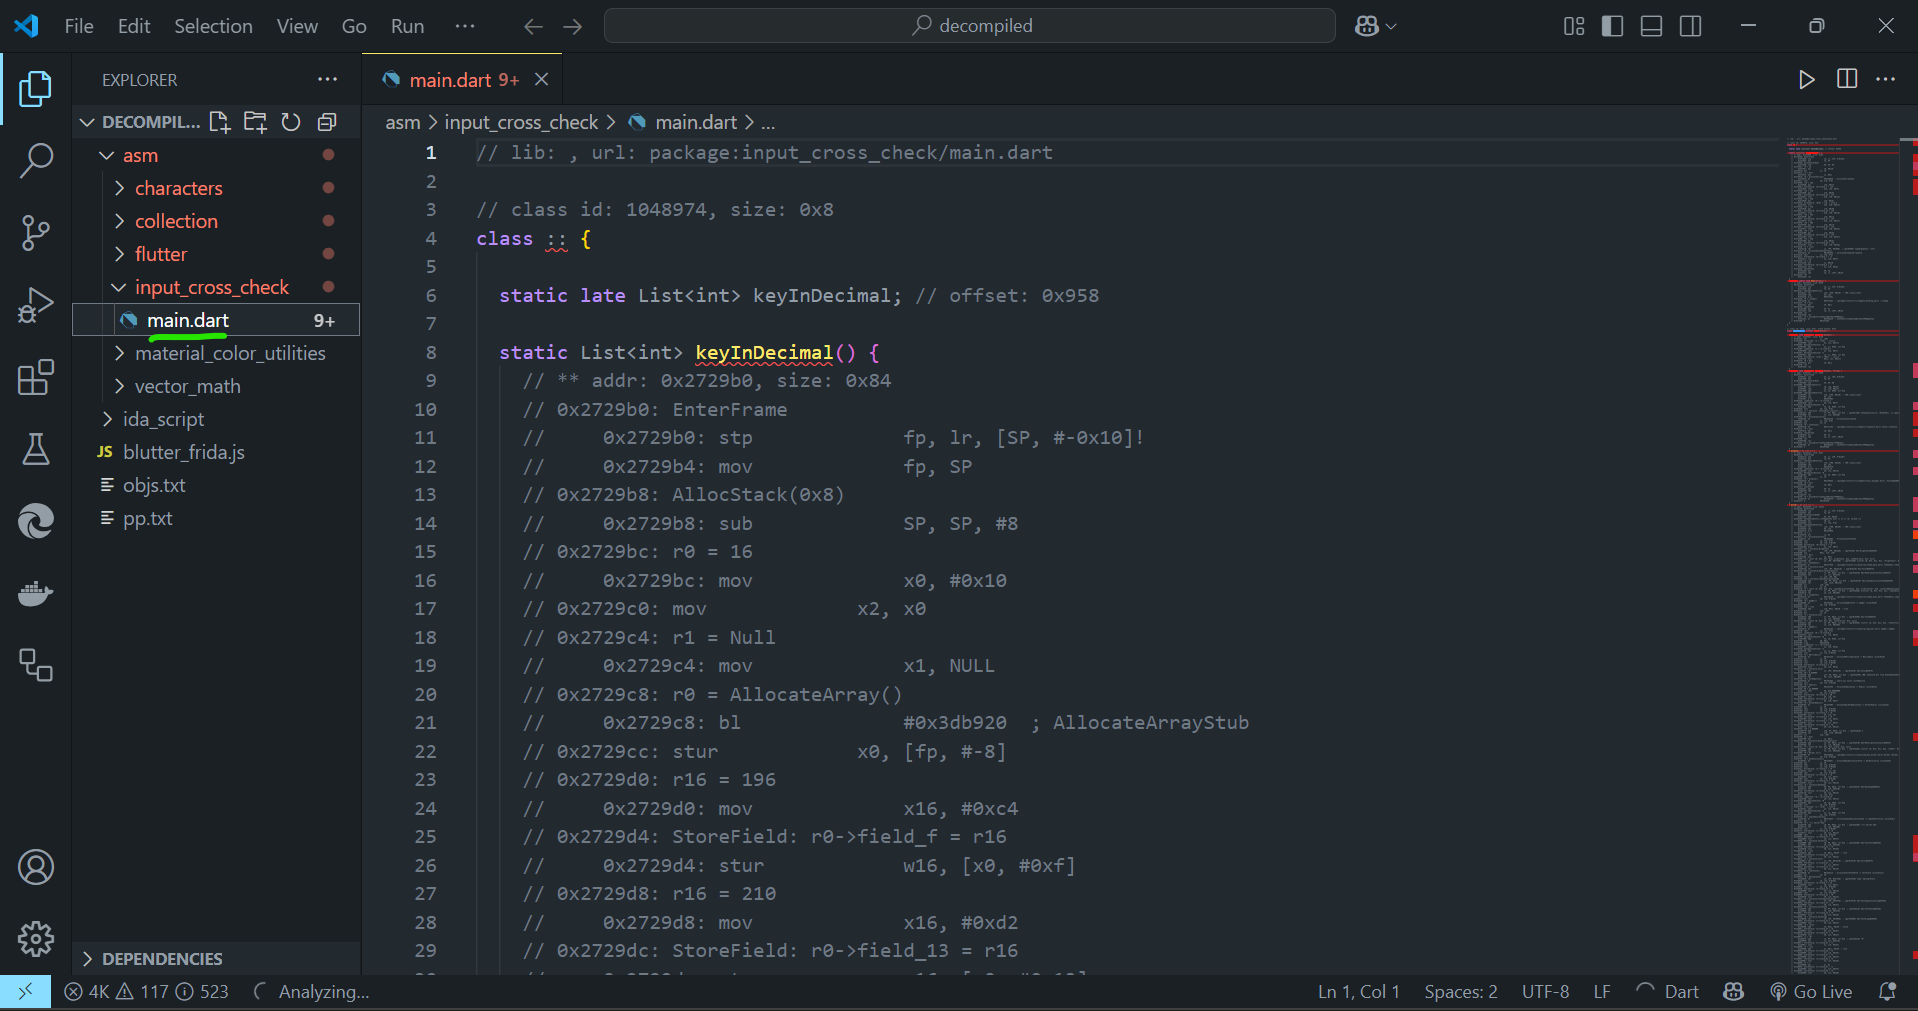 File Edit Selection View Go Run ... decompiled
EXPLORER ...
DECOMPIL...
asm
characters
collection
flutter
input_cross_check
main.dart 9+
material_color_utilities
vector_math
ida_script
JS blutter_frida.js
objs.txt
pp.txt
DEPENDENCIES
main.dart 9+
asm > input_cross_check > main.dart > ...
1 // lib: , url: package:input_cross_check/main.dart
2
3 // class id: 1048974, size: 0x8
4 class :: {
5
6 static late List<int> keyInDecimal; // offset: 0x958
7
8 static List<int> keyInDecimal() {
9 // ** addr: 0x2729b0, size: 0x84
10 // 0x2729b0: EnterFrame
11 // 0x2729b0: stp fp, lr, [SP, #-0x10]!
12 // 0x2729b4: mov fp, SP
13 // 0x2729b8: AllocStack(0x8)
14 // 0x2729b8: sub SP, SP, #8
15 // 0x2729bc: r0 = 16
16 // 0x2729bc: mov x0, #0x10
17 // 0x2729c0: mov x2, x0
18 // 0x2729c4: r1 = Null
19 // 0x2729c4: mov x1, NULL
20 // 0x2729c8: r0 = AllocateArray()
21 // 0x2729c8: bl #0x3db920 ; AllocateArrayStub
22 // 0x2729cc: stur x0, [fp, #-8]
23 // 0x2729d0: r16 = 196
24 // 0x2729d0: mov x16, #0xc4
25 // 0x2729d4: StoreField: r0->field_f = r16
26 // 0x2729d4: stur w16, [x0, #0xf]
27 // 0x2729d8: r16 = 210
28 // 0x2729d8: mov x16, #0xd2
29 // 0x2729dc: StoreField: r0->field_13 = r16
4K 117 523 Analyzing... Ln 1, Col 1 Spaces: 2 UTF-8 LF Dart Go Live